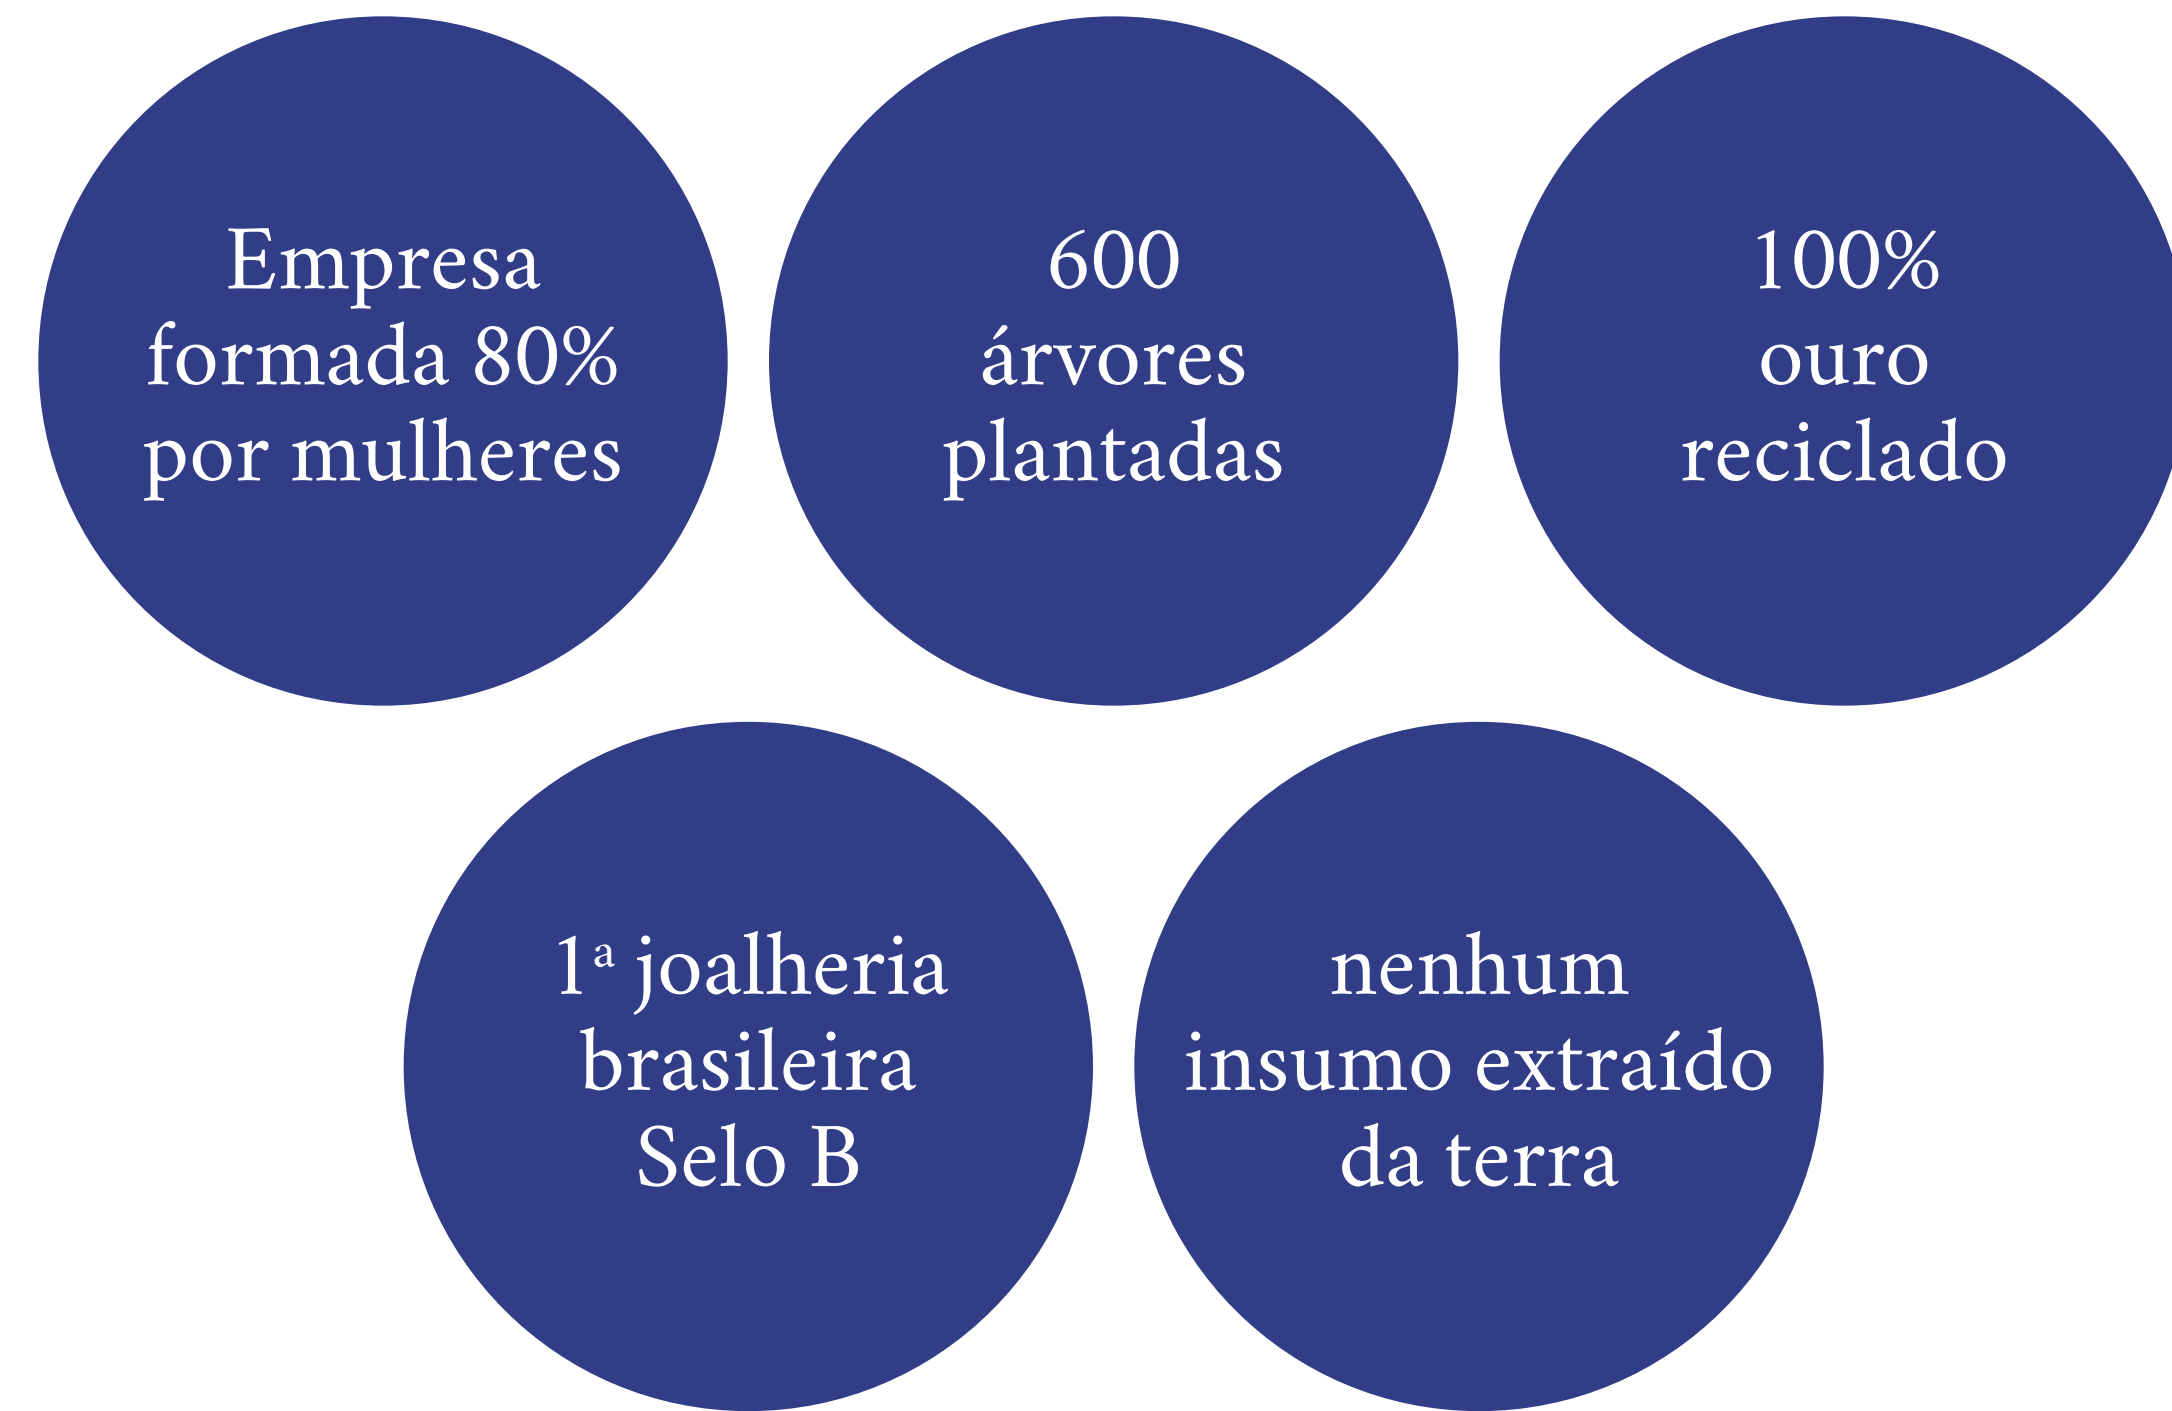 Empresa
formada 80%
por mulheres
600
árvores
plantadas
100%
ouro
reciclado
1ª joalheria
brasileira
Selo B
nenhum
insumo extraído
da terra